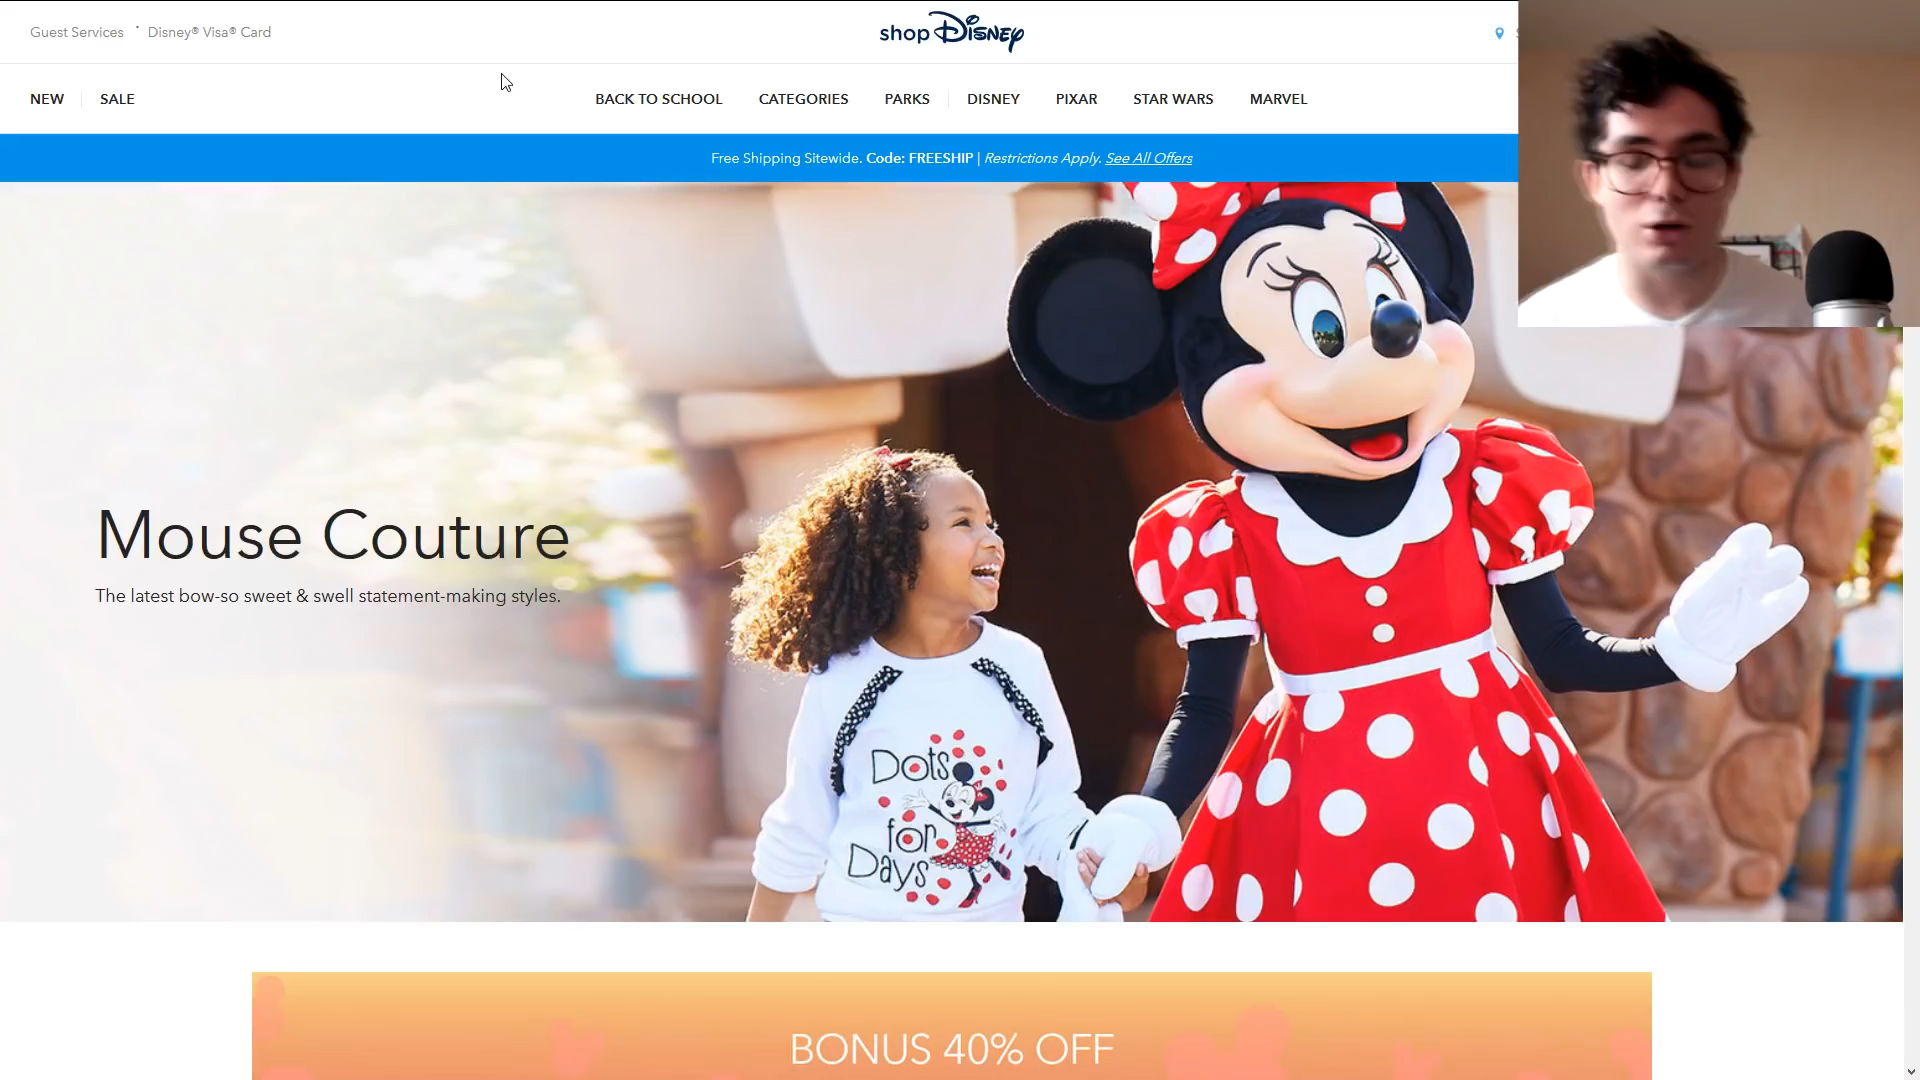 Guest Services • Disney® Visa® Card
shop Disney
NEW SALE BACK TO SCHOOL CATEGORIES PARKS DISNEY PIXAR STAR WARS MARVEL
Free Shipping Sitewide. Code: FREESHIP | Restrictions Apply. See All Offers
Mouse Couture
The latest bow-so sweet & swell statement-making styles.
Dots
for
Days
BONUS 40% OFF